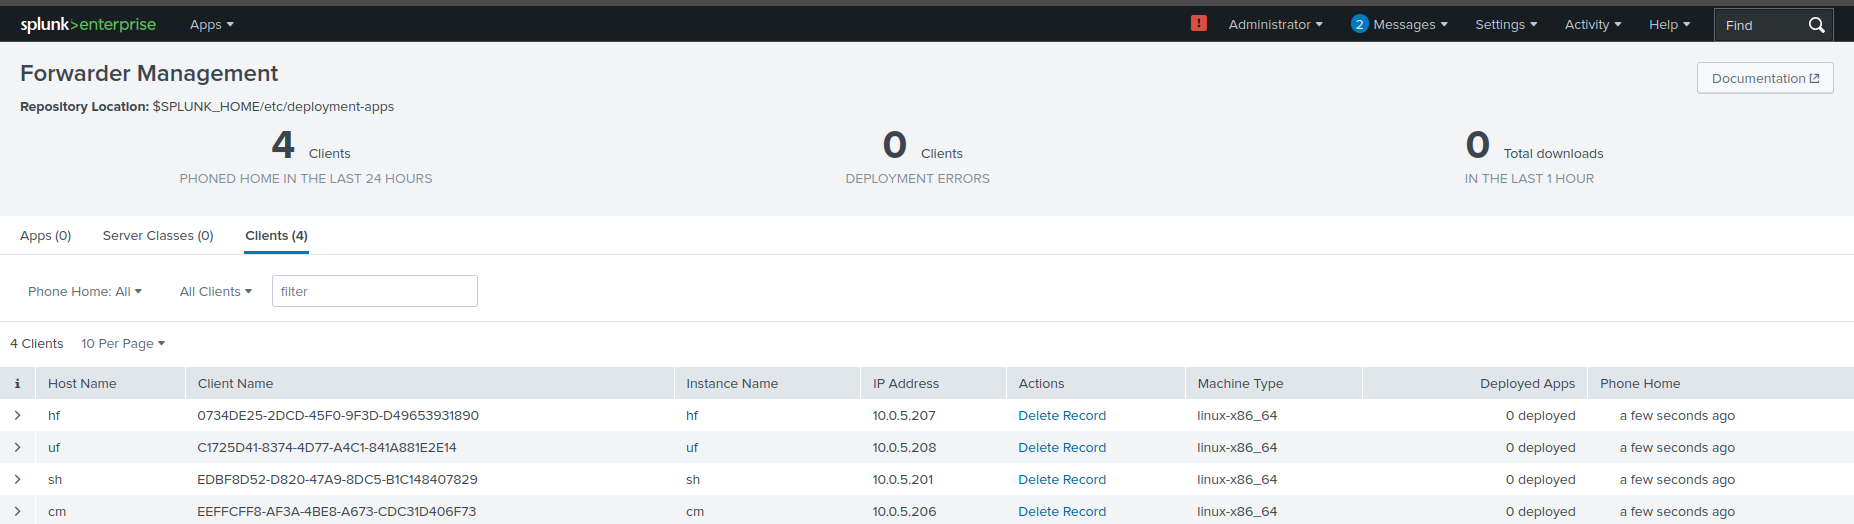 splunk>enterprise Apps ! Administrator 2 Messages Settings Activity Help Find
Forwarder Management
Documentation
Repository Location: $SPLUNK_HOME/etc/deployment-apps
4 Clients 0 Clients 0 Total downloads
PHONED HOME IN THE LAST 24 HOURS DEPLOYMENT ERRORS IN THE LAST 1 HOUR
Apps (0) Server Classes (0) Clients (4)
Phone Home: All All Clients filter
4 Clients 10 Per Page
i Host Name Client Name Instance Name IP Address Actions Machine Type Deployed Apps Phone Home
hf 0734DE25-2DCD-45F0-9F3D-D49653931890 hf 10.0.5.207 Delete Record linux-x86_64 0 deployed a few seconds ago
uf C1725D41-8374-4D77-A4C1-841A881E2E14 uf 10.0.5.208 Delete Record linux-x86_64 0 deployed a few seconds ago
sh EDBF8D52-D820-47A9-8DC5-B1C148407829 sh 10.0.5.201 Delete Record linux-x86_64 0 deployed a few seconds ago
cm EEFFCFF8-AF3A-4BE8-A673-CDC31D406F73 cm 10.0.5.206 Delete Record linux-x86_64 0 deployed a few seconds ago